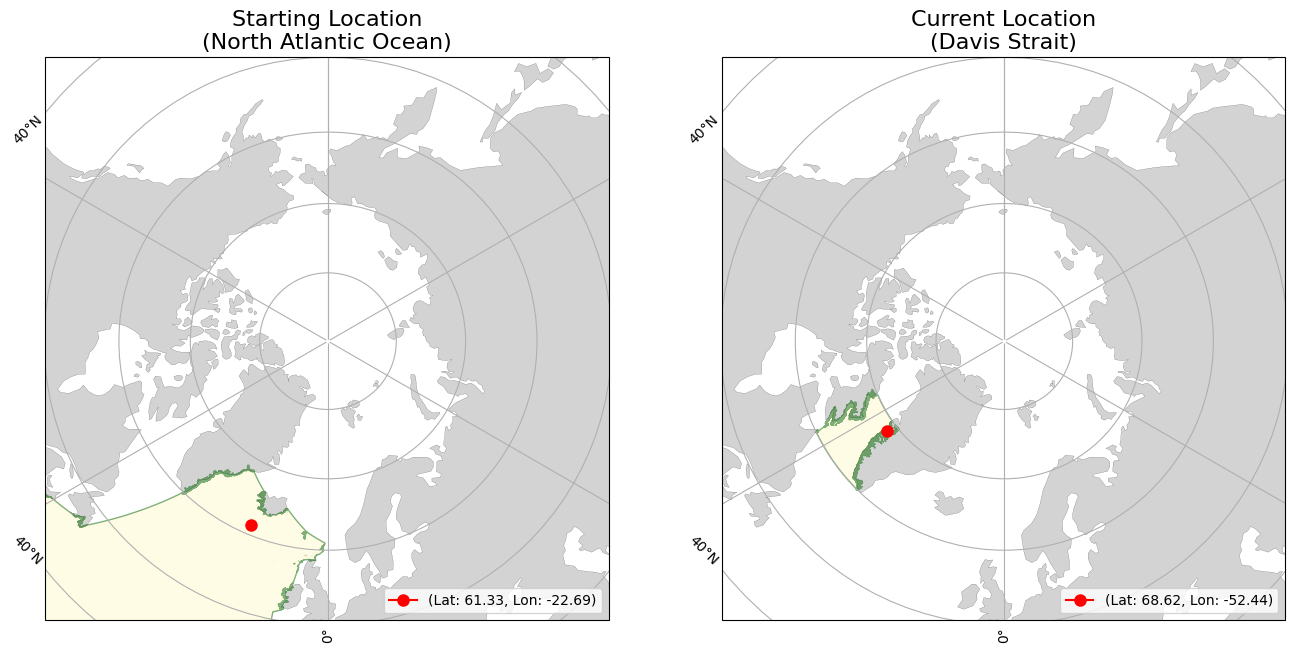 Starting Location
(North Atlantic Ocean)
40°N
40°N
0°
(Lat: 61.33, Lon: -22.69)
Current Location
(Davis Strait)
40°N
40°N
0°
(Lat: 68.62, Lon: -52.44)